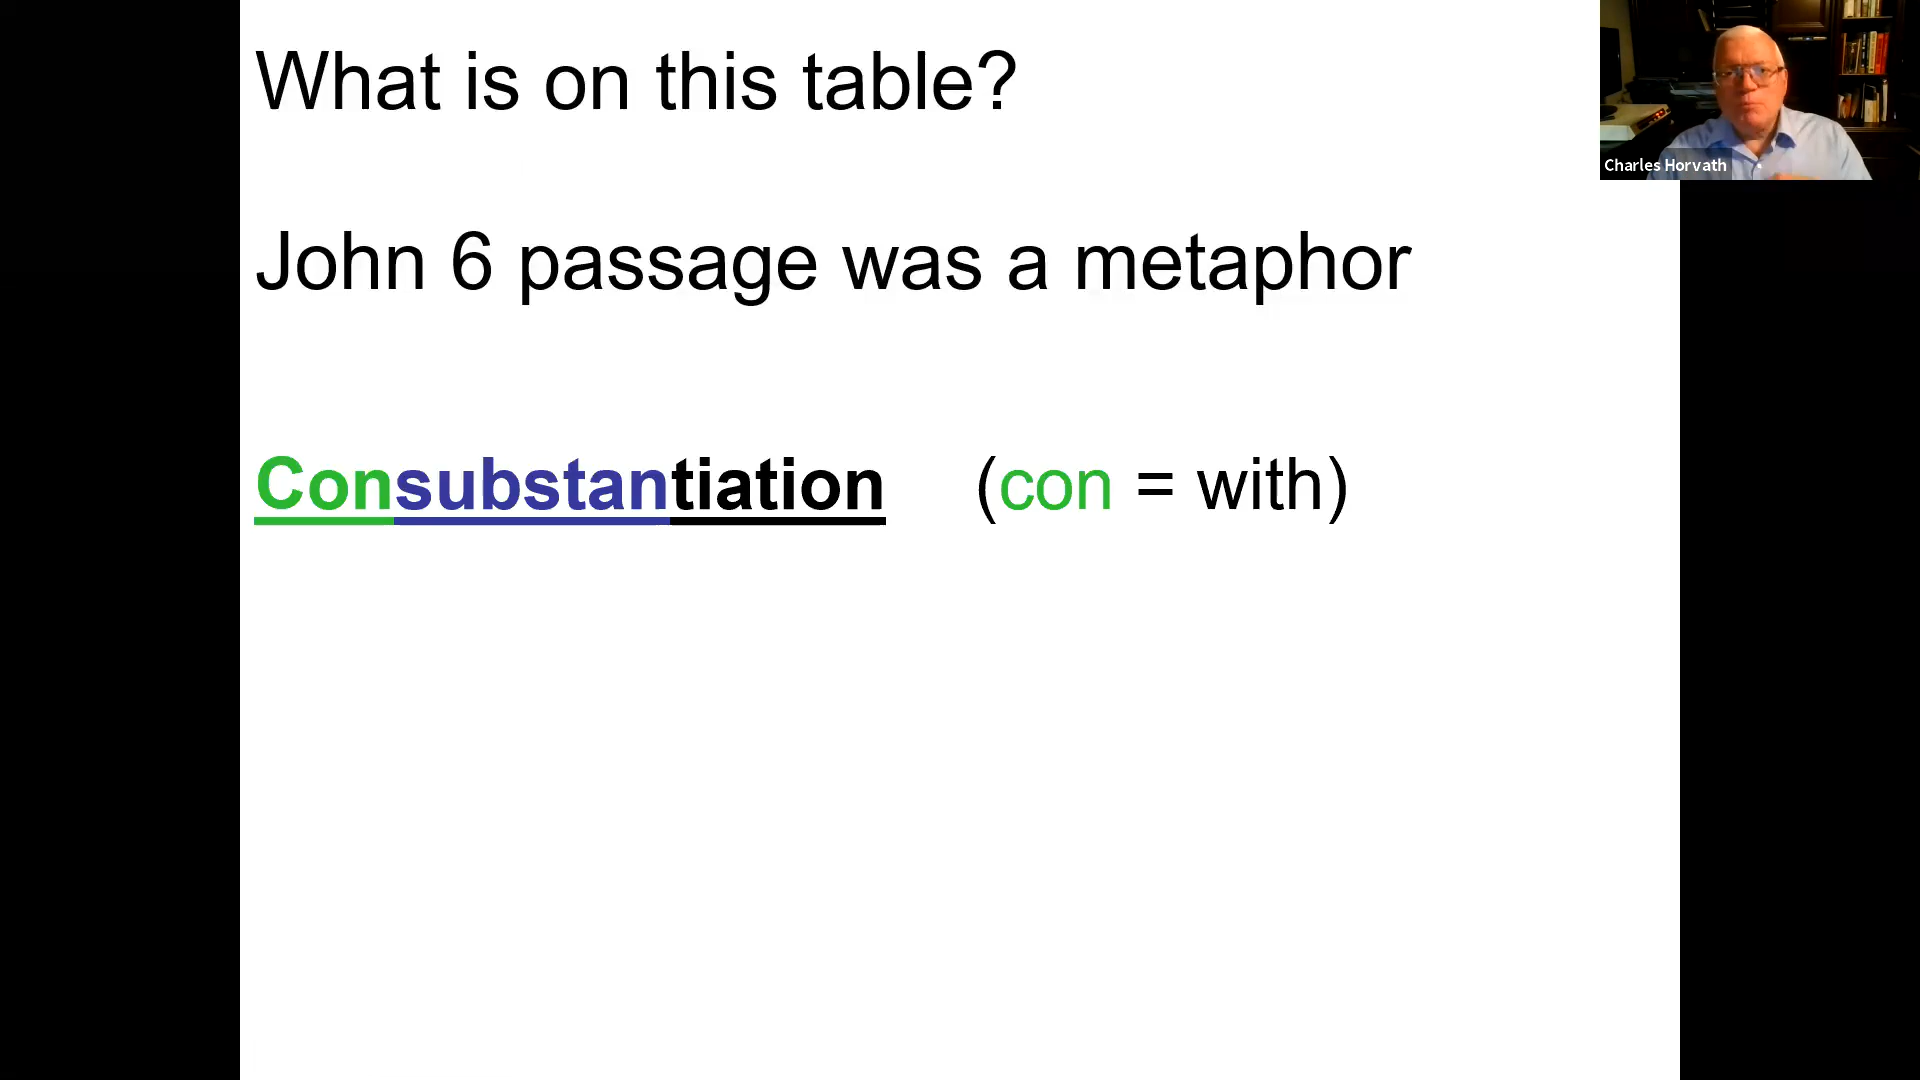 What is on this table?
John 6 passage was a metaphor
Consubstantiation (con = with)
Charles Horvath